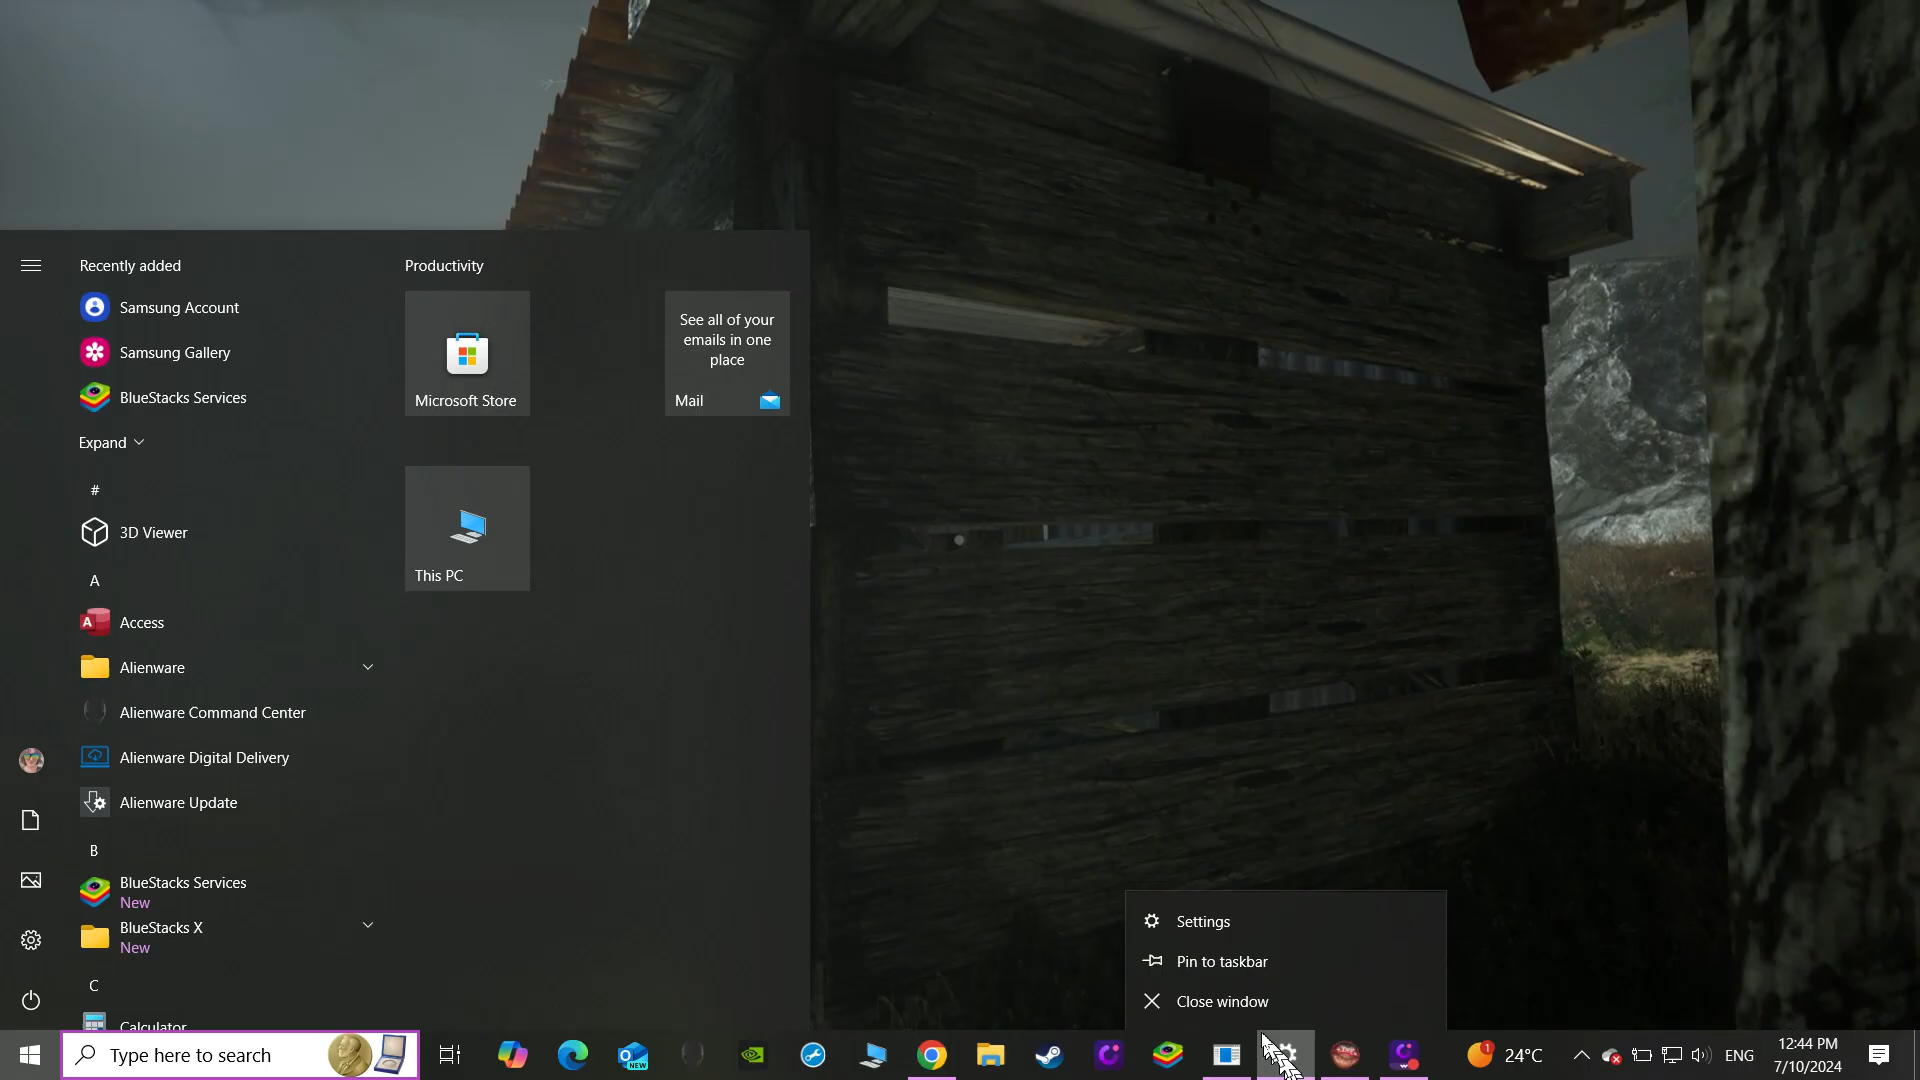 Recently added
Samsung Account
Samsung Gallery
BlueStacks Services
Expand
#
3D Viewer
A
Access
Alienware
Alienware Command Center
Alienware Digital Delivery
Alienware Update
B
BlueStacks Services
New
BlueStacks X
New
C
Calculator
Productivity
Microsoft Store
See all of your
emails in one
place
Mail
This PC
Settings
Pin to taskbar
Close window
Type here to search
NEW
1
24°C
ENG
12:44 PM
7/10/2024